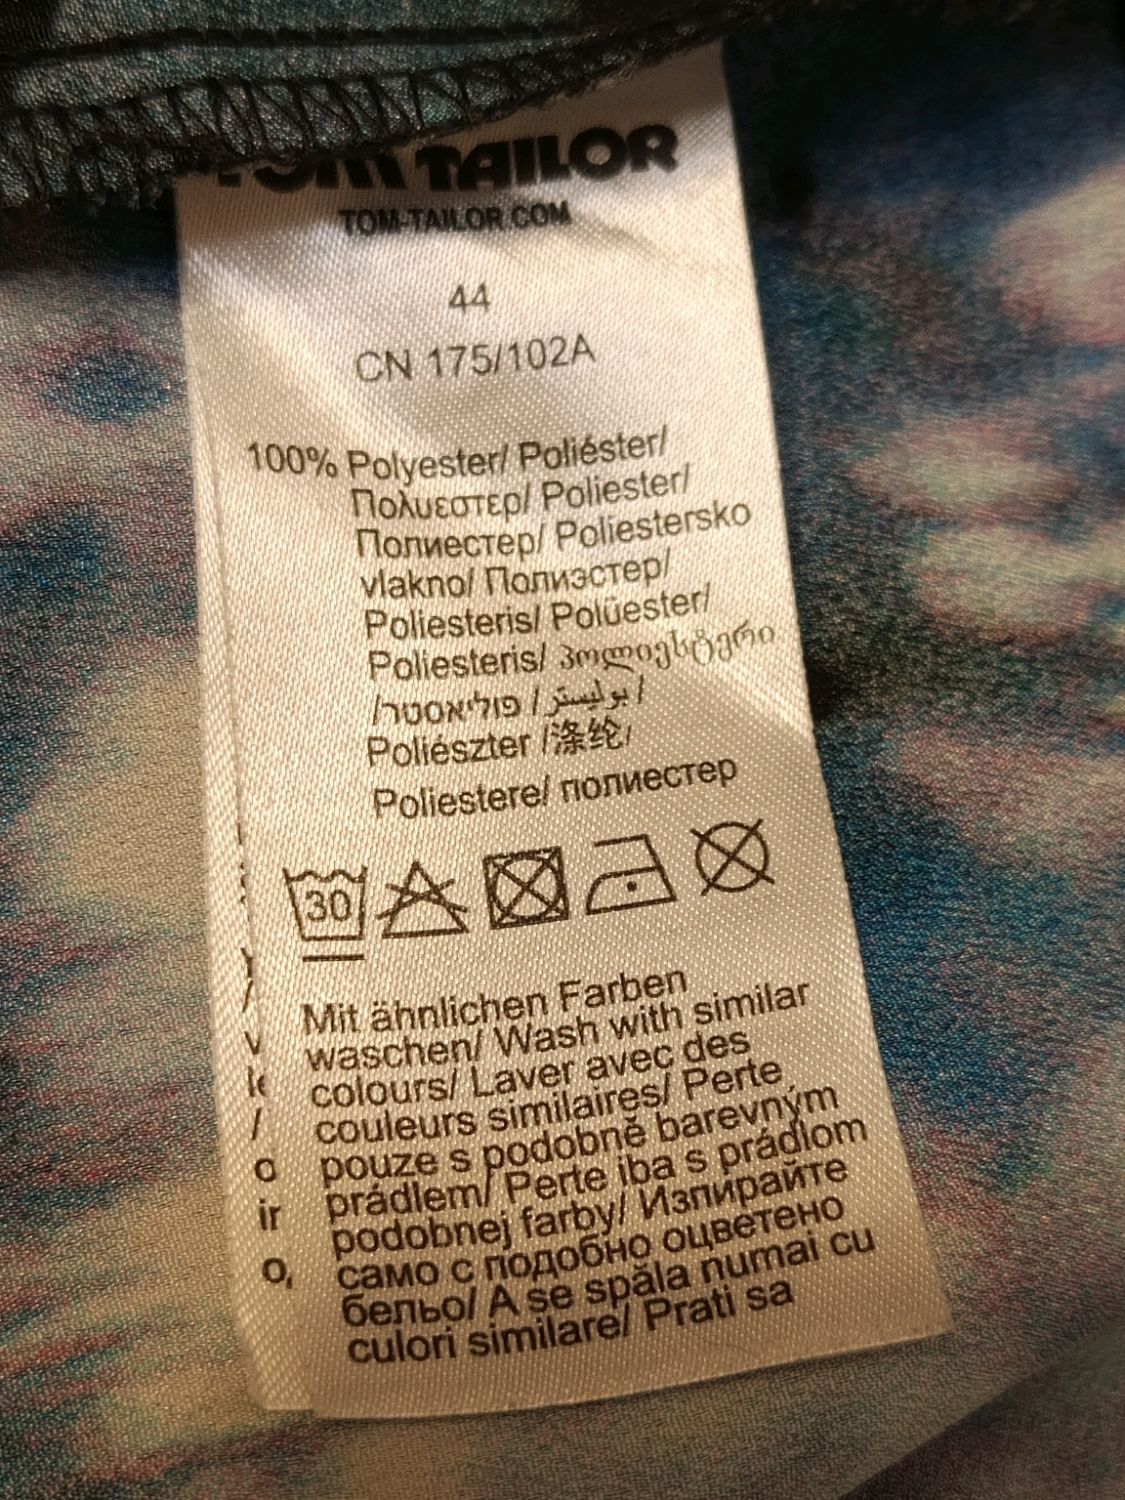 TOM TAILOR
TOM-TAILOR.COM
44
CN 175/102A
100% Polyester/ Poliéster/
Πολυεστερ/ Poliester/
Полиестер/ Poliestersko
vlakno/ Полиэстер/
Poliesteris/ Polüester/
Poliesteris/ პოლიესტერი
/פוליאסטר / بوليستر /
Poliészter /涤纶/
Poliestere/ полиестер
30
Mit ähnlichen Farben
waschen/ Wash with similar
colours/ Laver avec des
couleurs similaires/ Perte
pouze s podobně barevným
prádlem/ Perte iba s prádlom
podobnej farby/ Изпирайте
само с подобно оцветено
бельо/ A se spăla numai cu
culori similare/ Prati sa